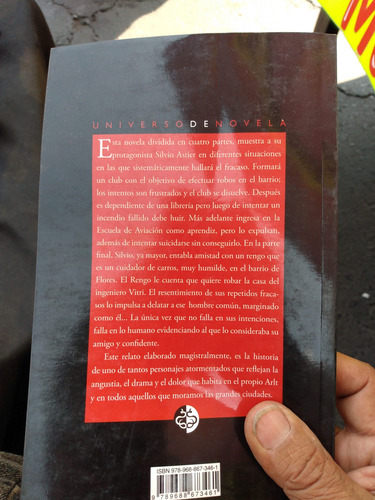 UNIVERSO DE NOVELA
Esta novela dividida en cuatro partes, muestra a su
protagonista Silvio Astier en diferentes situaciones
en las que sistemáticamente hallará el fracaso. Formará
un club con el objetivo de efectuar robos en el barrio;
los intentos son frustrados y el club se disuelve. Después
es dependiente de una librería pero luego de intentar un
incendio fallido debe huir. Más adelante ingresa en la
Escuela de Aviación como aprendiz, pero lo expulsan,
además de intentar suicidarse sin conseguirlo. En la parte
final, Silvio, ya mayor, entabla amistad con un rengo que
es un cuidador de carros, muy humilde, en el barrio de
Flores. El Rengo le cuenta que quiere robar la casa del
ingeniero Vitri. El resentimiento de sus repetidos fraca-
sos lo impulsa a delatar a ese hombre común, marginado
como él... La única vez que no falla en sus intenciones,
falla en lo humano evidenciando al que lo consideraba su
amigo y confidente.
Este relato elaborado magistralmente, es la historia
de uno de tantos personajes atormentados que reflejan la
angustia, el drama y el dolor que habita en el propio Arlt
y en todos aquellos que moramos las grandes ciudades.
ISBN 978-968-867-346-1
9 789688 673461